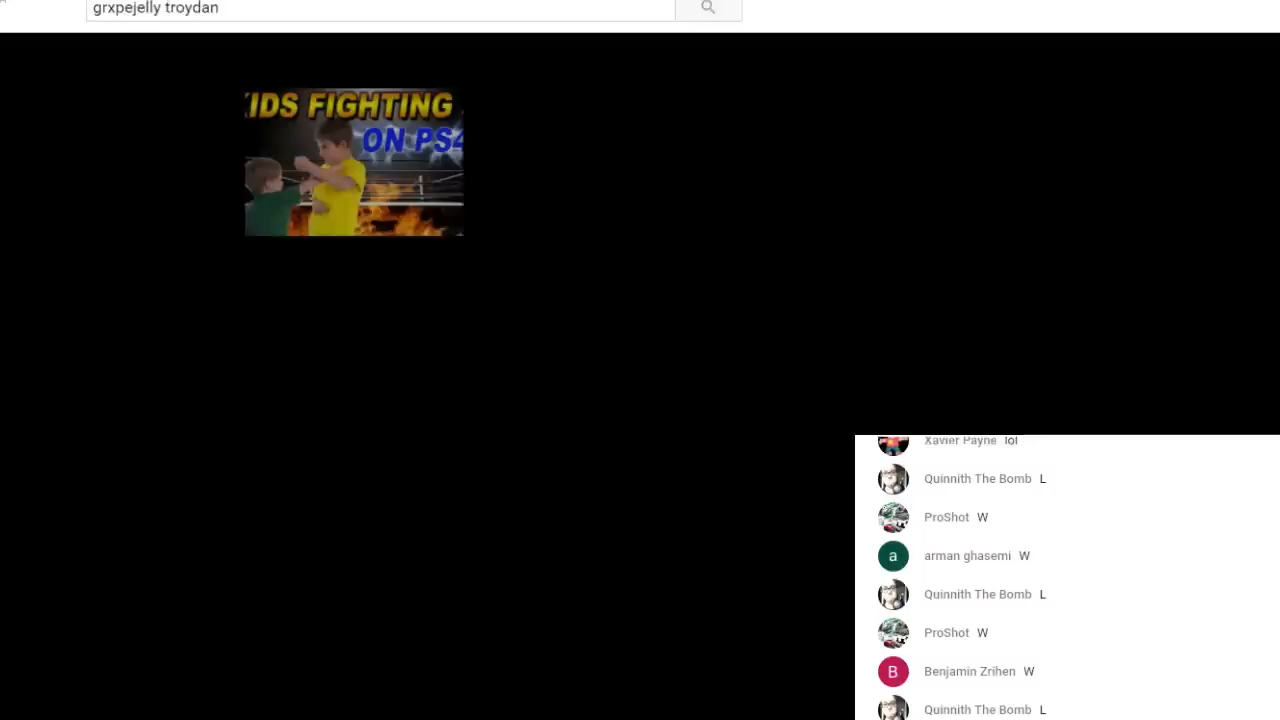 grxpejelly troydan
KIDS FIGHTING
ON PS4
Xavier Payne lol
Quinnith The Bomb L
ProShot W
a arman ghasemi W
Quinnith The Bomb L
ProShot W
B Benjamin Zrihen W
Quinnith The Bomb L